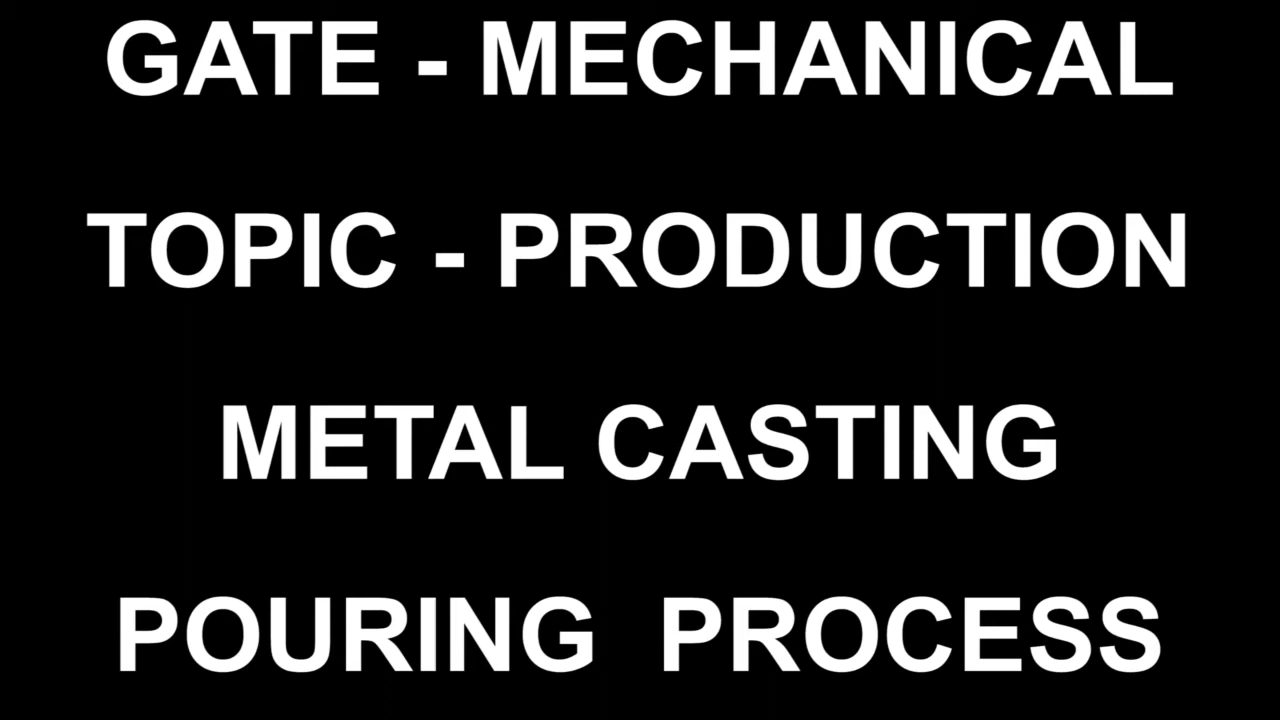 GATE - MECHANICAL
TOPIC - PRODUCTION
METAL CASTING
POURING PROCESS